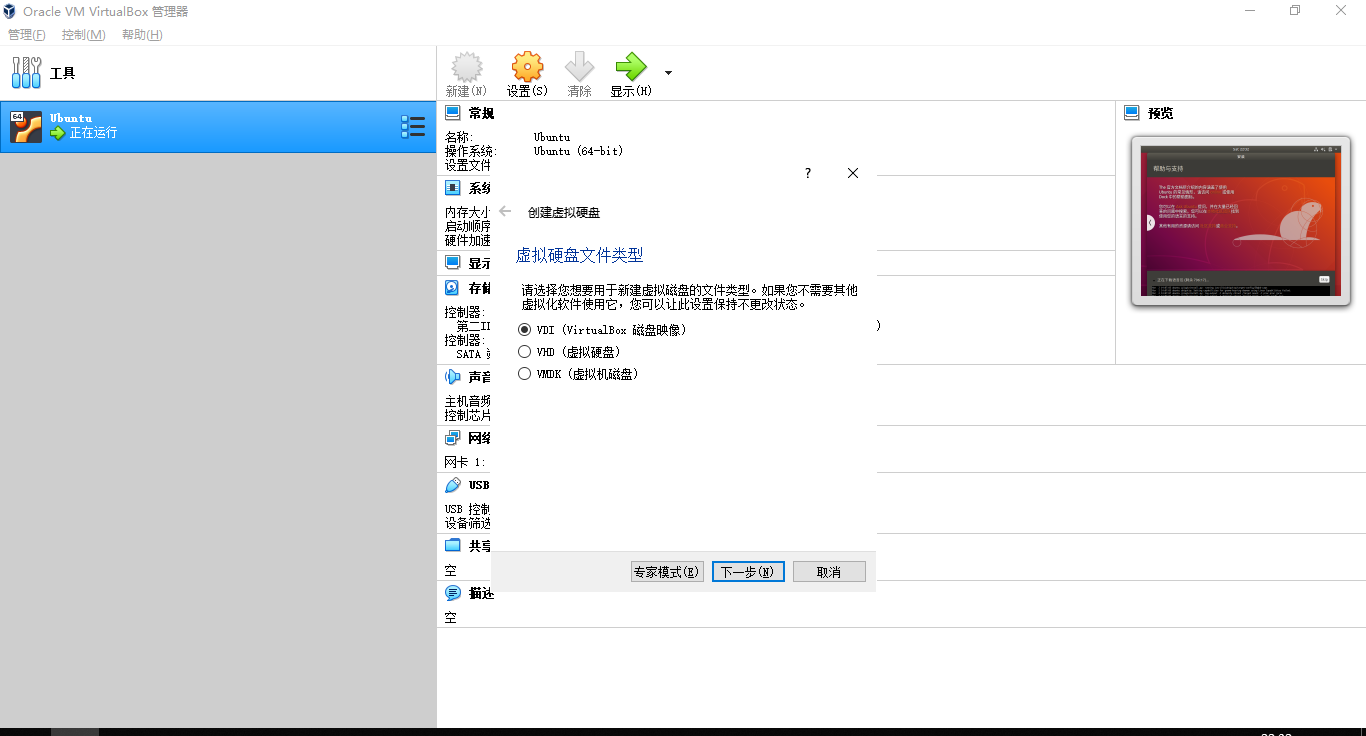 Oracle VM VirtualBox 管理器
管理(F) 控制(M) 帮助(H)
工具
新建(N) 设置(S) 清除 显示(H)
64
Ubuntu
正在运行
常规
预览
名称: Ubuntu
操作系统: Ubuntu (64-bit)
设置文件
系统
内存大小
启动顺序
硬件加速
显示
存储
控制器:
第二I
控制器:
SATA
声音
主机音频
控制芯片
网络
网卡 1:
USB
USB 控制
设备筛选
共享
空
描述
空
?
创建虚拟硬盘
虚拟硬盘文件类型
请选择您想要用于新建虚拟磁盘的文件类型。如果您不需要其他
虚拟化软件使用它，您可以让此设置保持不更改状态。
VDI (VirtualBox 磁盘映像)
VHD (虚拟硬盘)
VMDK (虚拟机磁盘)
专家模式(E) 下一步(N) 取消
)
帮助与支持